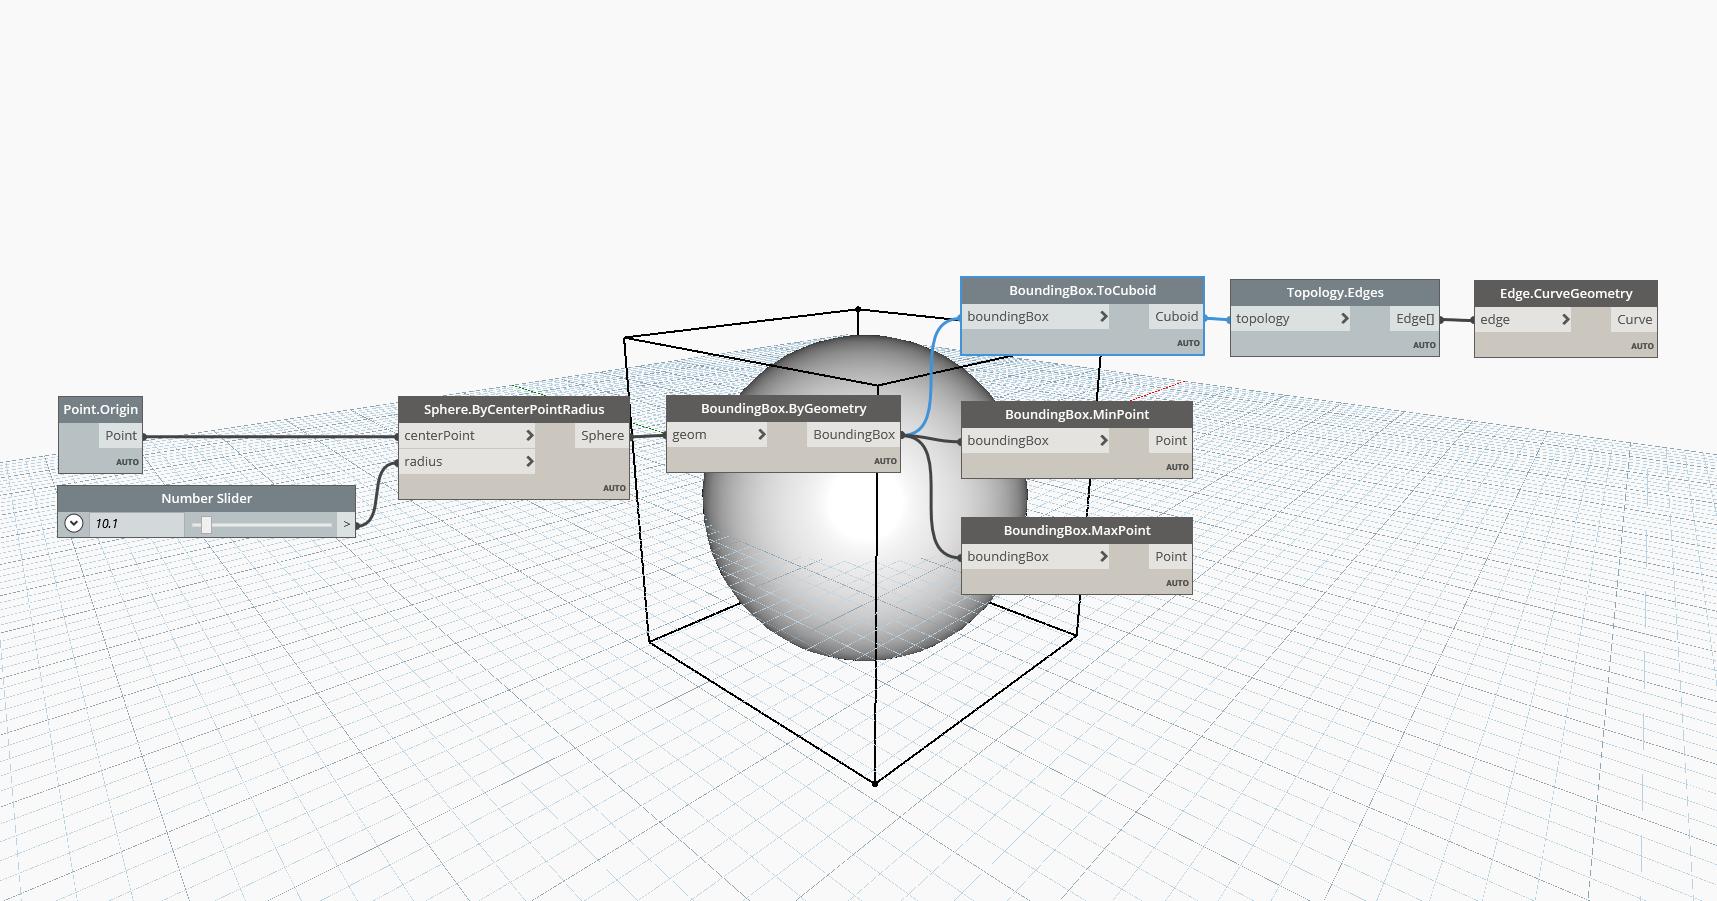 Point.Origin
Point
AUTO
Number Slider
10.1 >
Sphere.ByCenterPointRadius
centerPoint > Sphere
radius >
AUTO
BoundingBox.ByGeometry
geom > BoundingBox
AUTO
BoundingBox.ToCuboid
boundingBox > Cuboid
AUTO
Topology.Edges
topology > Edge[]
AUTO
Edge.CurveGeometry
edge > Curve
AUTO
BoundingBox.MinPoint
boundingBox > Point
AUTO
BoundingBox.MaxPoint
boundingBox > Point
AUTO